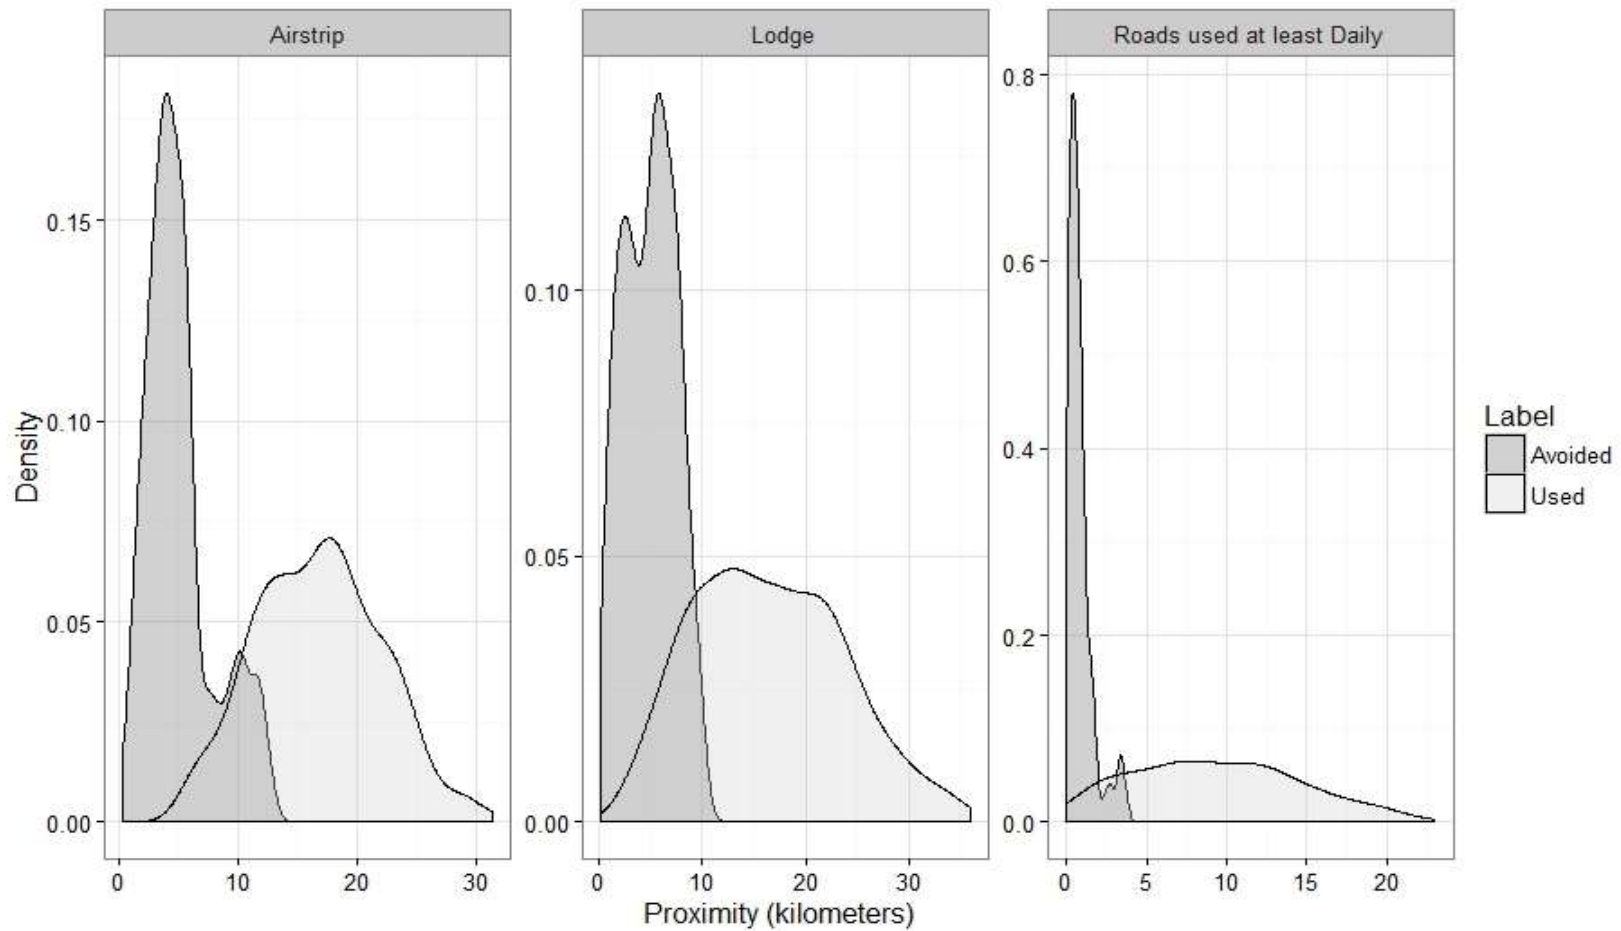 Airstrip
Lodge
Roads used at least Daily
Density
0.15
0.10
0.05
0.00
0 10 20 30
0.10
0.05
0.00
0 10 20 30
0.8
0.6
0.4
0.2
0.0
0 5 10 15 20
Proximity (kilometers)
Label
Avoided
Used